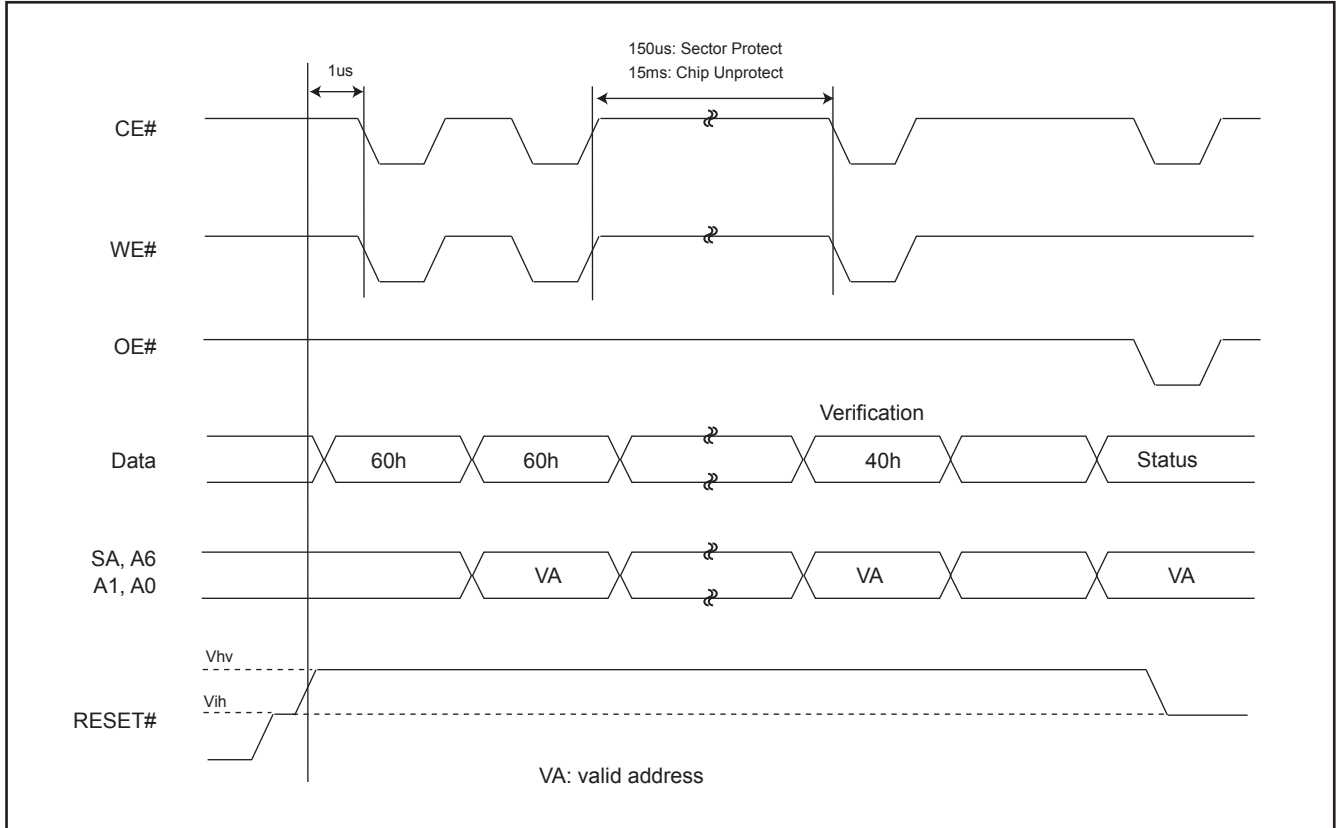 150us: Sector Protect
15ms: Chip Unprotect
1us
CE#
WE#
OE#
Verification
Data
60h
60h
40h
Status
SA, A6
A1, A0
VA
VA
VA
Vhv
Vih
RESET#
VA: valid address